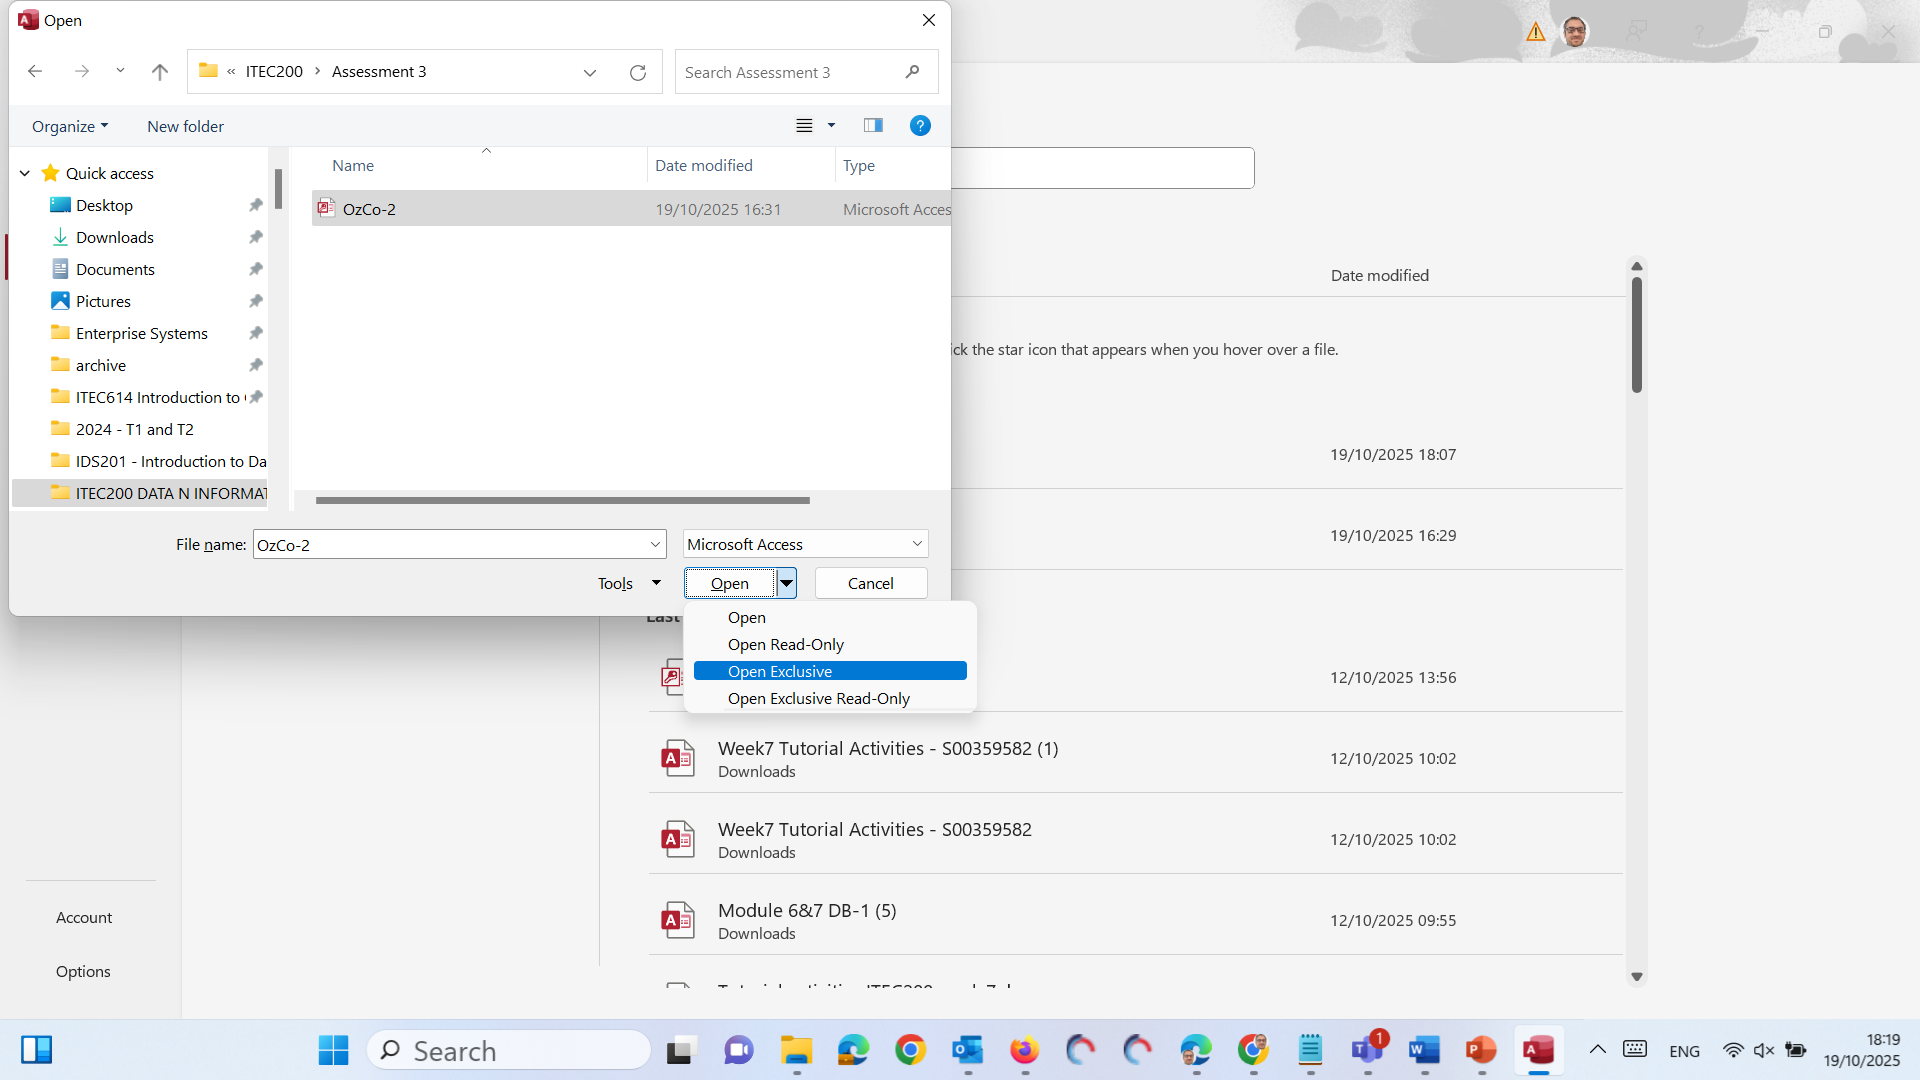 Open
« ITEC200 > Assessment 3
Search Assessment 3
Organize
New folder
?
Name
Date modified
Type
Quick access
OzCo-2
19/10/2025 16:31
Microsoft Acces
Desktop
Downloads
Documents
Pictures
Enterprise Systems
archive
ITEC614 Introduction to
2024 - T1 and T2
IDS201 - Introduction to Da
ITEC200 DATA N INFORMAT
File name:
OzCo-2
Microsoft Access
Tools
Open
Cancel
Open
Open Read-Only
Open Exclusive
Open Exclusive Read-Only
Date modified
ick the star icon that appears when you hover over a file.
19/10/2025 18:07
19/10/2025 16:29
Last
12/10/2025 13:56
Week7 Tutorial Activities - S00359582 (1)
Downloads
12/10/2025 10:02
Week7 Tutorial Activities - S00359582
Downloads
12/10/2025 10:02
Module 6&7 DB-1 (5)
Downloads
12/10/2025 09:55
Account
Options
Search
1
ENG
18:19
19/10/2025